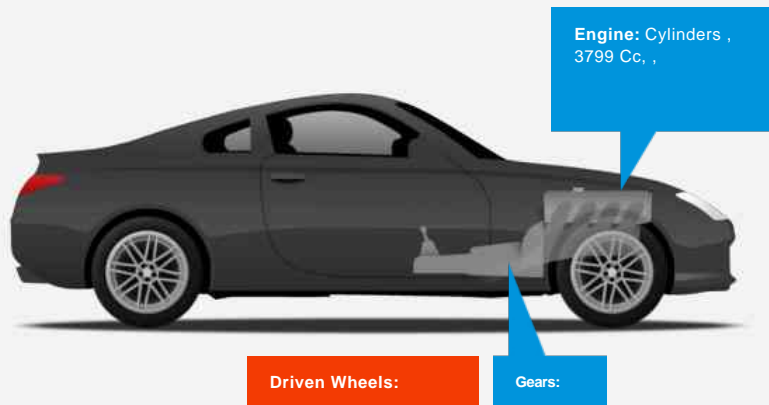 Engine: Cylinders ,
3799 Cc, ,
Driven Wheels:
Gears: